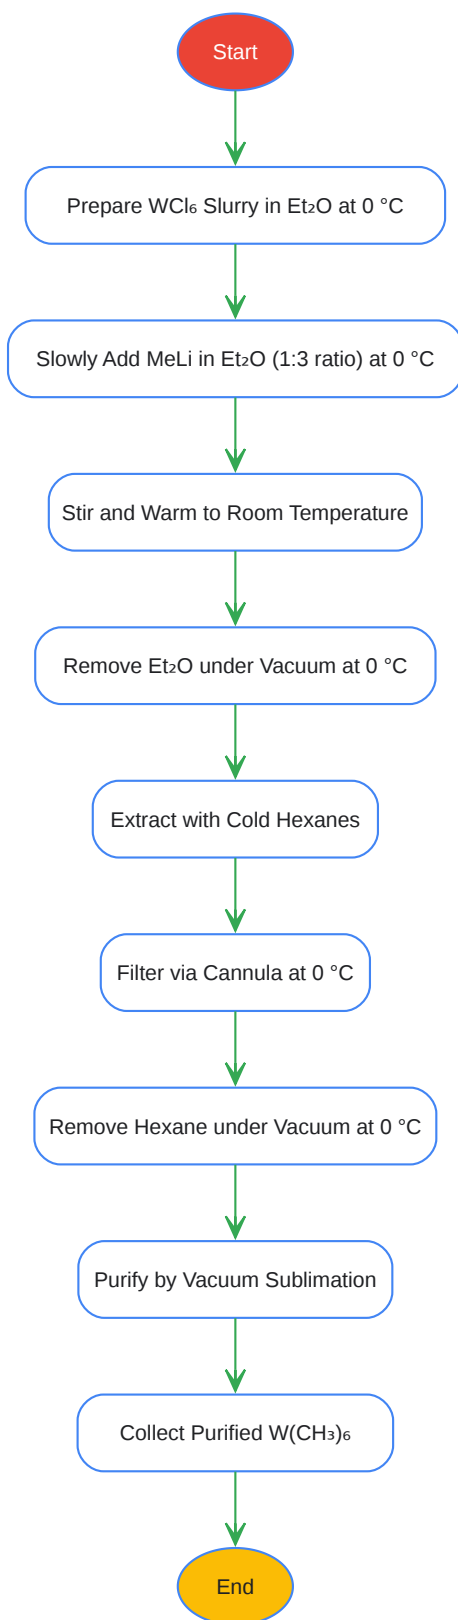 Start
Prepare WCl₆ Slurry in Et₂O at 0 °C
Slowly Add MeLi in Et₂O (1:3 ratio) at 0 °C
Stir and Warm to Room Temperature
Remove Et₂O under Vacuum at 0 °C
Extract with Cold Hexanes
Filter via Cannula at 0 °C
Remove Hexane under Vacuum at 0 °C
Purify by Vacuum Sublimation
Collect Purified W(CH₃)₆
End